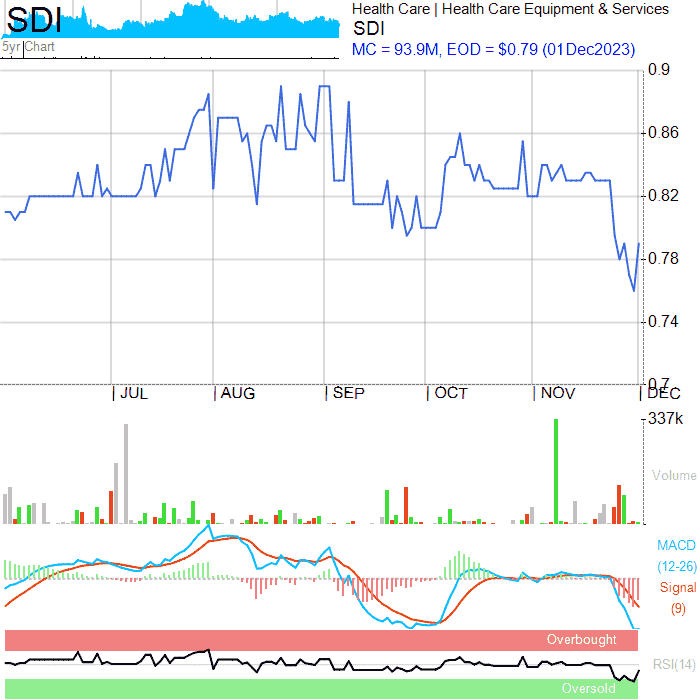 SDI
5yr Chart
Health Care | Health Care Equipment & Services
SDI
MC = 93.9M, EOD = $0.79 (01Dec2023)
0.9
0.86
0.82
0.78
0.74
0.7
JUL AUG SEP OCT NOV DEC
337k
Volume
MACD
(12-26)
Signal
(9)
Overbought
RSI(14)
Oversold